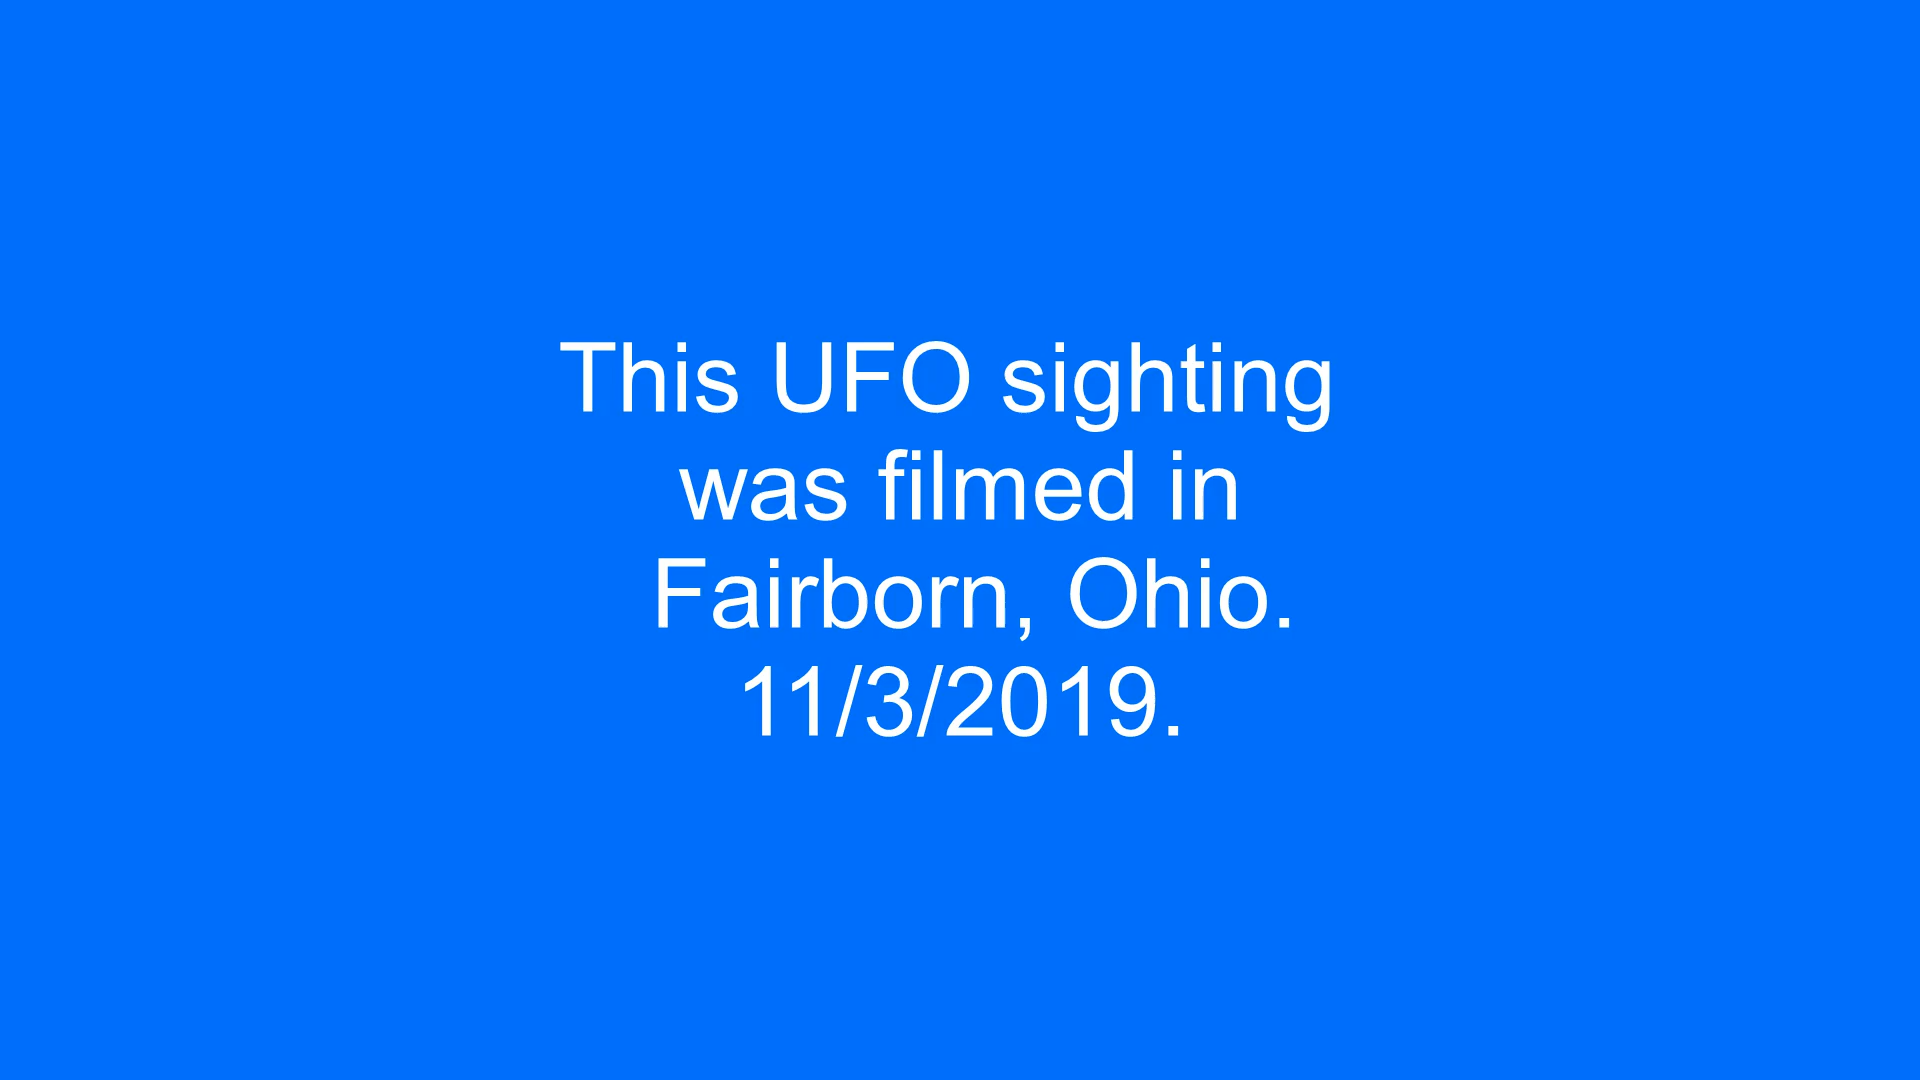 This UFO sighting
was filmed in
Fairborn, Ohio.
11/3/2019.